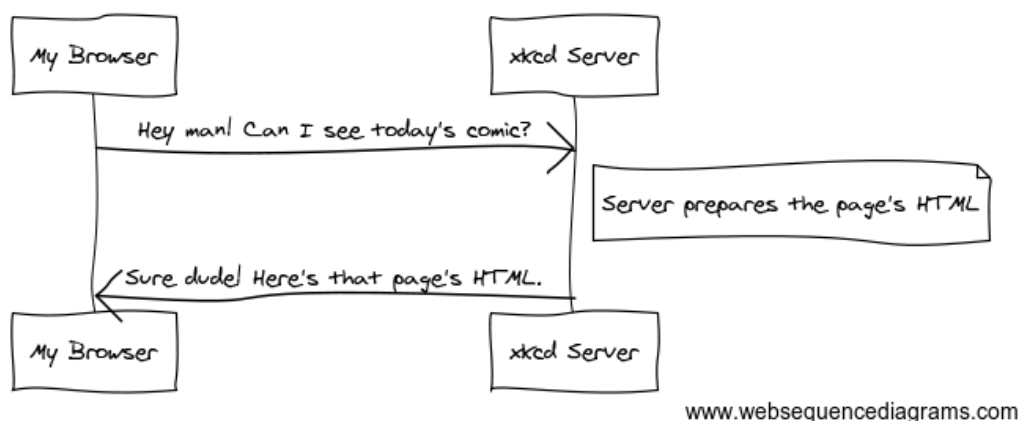 My Browser
xkcd Server
Hey man! Can I see today's comic?
Server prepares the page's HTML
Sure dude! Here's that page's HTML.
My Browser
xkcd Server
www.websequencediagrams.com